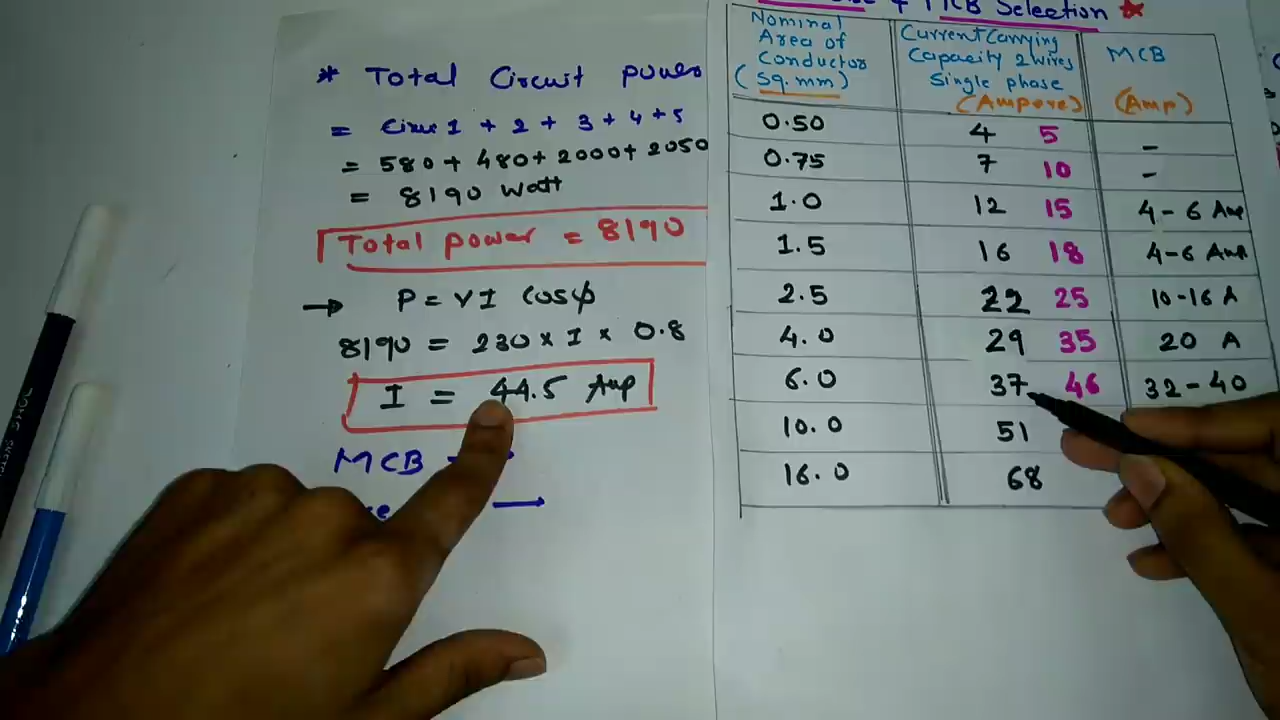 * Total Circuit power
= Circu 1 + 2 + 3 + 4 + 5
= 580 + 480 + 2000 + 2050
= 8190 Watt
Total power = 8190
→ P = VI cosφ
8190 = 230 × I × 0.8
I = 44.5 Amp
MCB
+ MCB Selection ★
Nominal Area of Conductor (sq.mm) Current Carrying Capacity 2 wires Single phase (Ampere) MCB (Amp)
0.50 4 5 -
0.75 7 10 -
1.0 12 15 4-6 Amp
1.5 16 18 4-6 Amp
2.5 22 25 10-16 A
4.0 29 35 20 A
6.0 37 46 32-40
10.0 51
16.0 68